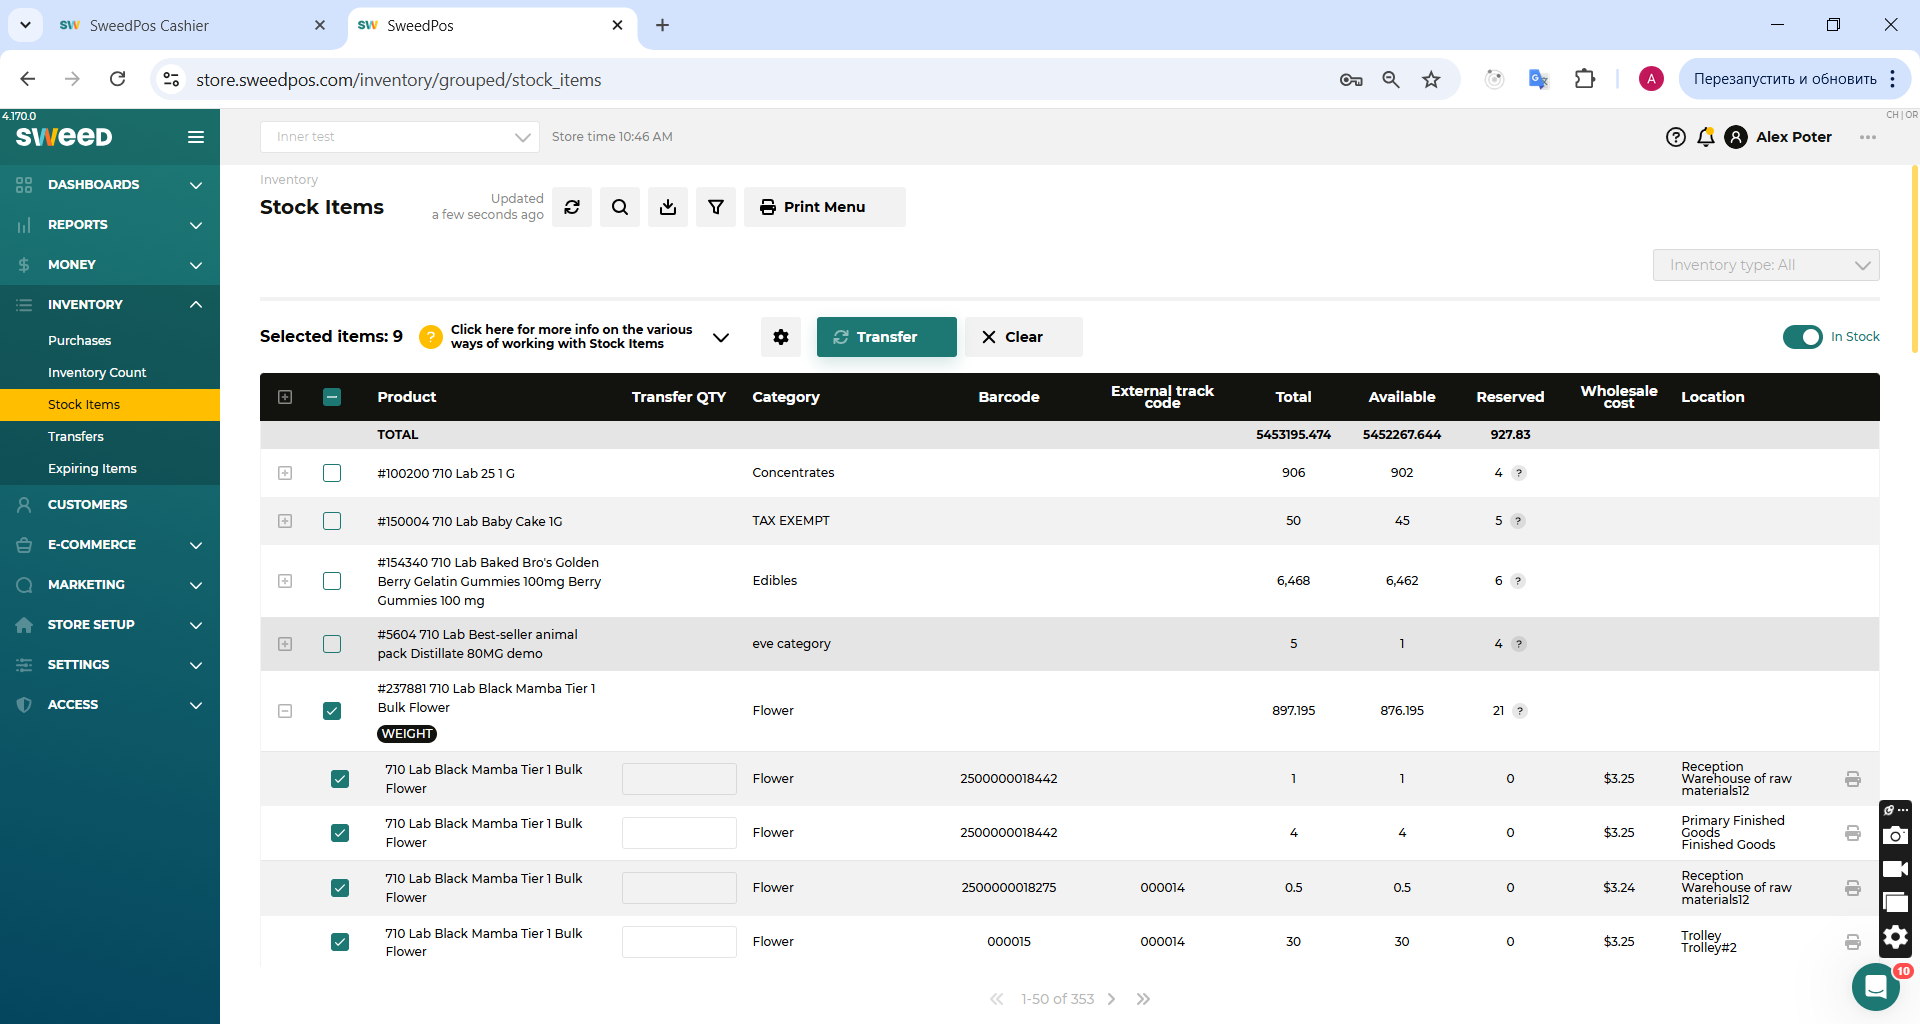 SweedPos Cashier
SweedPos
store.sweedpos.com/inventory/grouped/stock_items
A
Перезапустить и обновить
4.170.0
sweed
Inner test
Store time 10:46 AM
CH | OR
Alex Poter
DASHBOARDS
REPORTS
MONEY
INVENTORY
Purchases
Inventory Count
Stock Items
Transfers
Expiring Items
CUSTOMERS
E-COMMERCE
MARKETING
STORE SETUP
SETTINGS
ACCESS
Inventory
Stock Items
Updated
a few seconds ago
Print Menu
Inventory type: All
Selected items: 9
?
Click here for more info on the various
ways of working with Stock Items
Transfer
Clear
In Stock
Product Transfer QTY Category Barcode External track code Total Available Reserved Wholesale cost Location
TOTAL 5453195.474 5452267.644 927.83
#100200 710 Lab 25 1 G Concentrates 906 902 4 ?
#150004 710 Lab Baby Cake 1G TAX EXEMPT 50 45 5 ?
#154340 710 Lab Baked Bro's Golden
Berry Gelatin Gummies 100mg Berry
Gummies 100 mg
Edibles 6,468 6,462 6 ?
#5604 710 Lab Best-seller animal
pack Distillate 80MG demo
eve category 5 1 4 ?
#237881 710 Lab Black Mamba Tier 1
Bulk Flower
WEIGHT
Flower 897.195 876.195 21 ?
710 Lab Black Mamba Tier 1 Bulk
Flower
Flower 2500000018442 1 1 0 $3.25
Reception
Warehouse of raw
materials12
710 Lab Black Mamba Tier 1 Bulk
Flower
Flower 2500000018442 4 4 0 $3.25
Primary Finished
Goods
Finished Goods
710 Lab Black Mamba Tier 1 Bulk
Flower
Flower 2500000018275 000014 0.5 0.5 0 $3.24
Reception
Warehouse of raw
materials12
710 Lab Black Mamba Tier 1 Bulk
Flower
Flower 000015 000014 30 30 0 $3.25
Trolley
Trolley#2
1-50 of 353
10